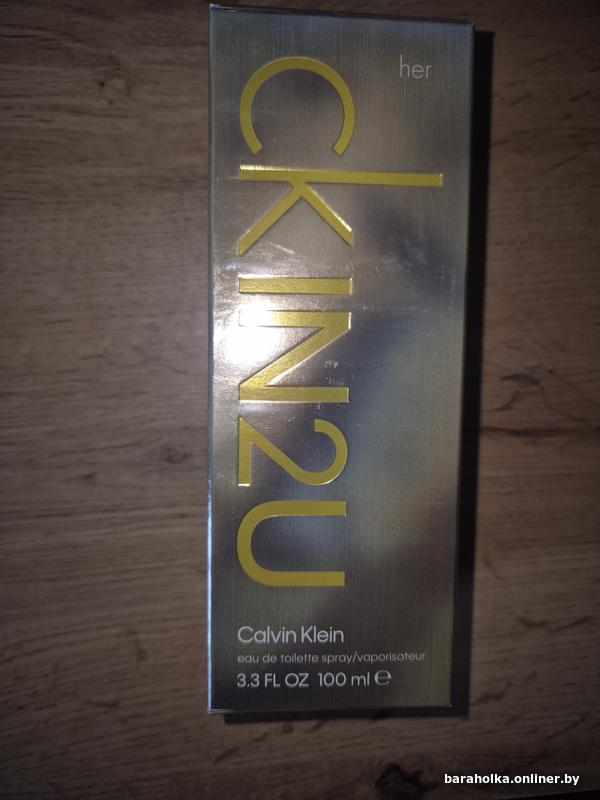 her
CKIN2U
Calvin Klein
eau de toilette spray/vaporisateur
3.3 FL OZ 100 ml ℮
baraholka.onliner.by